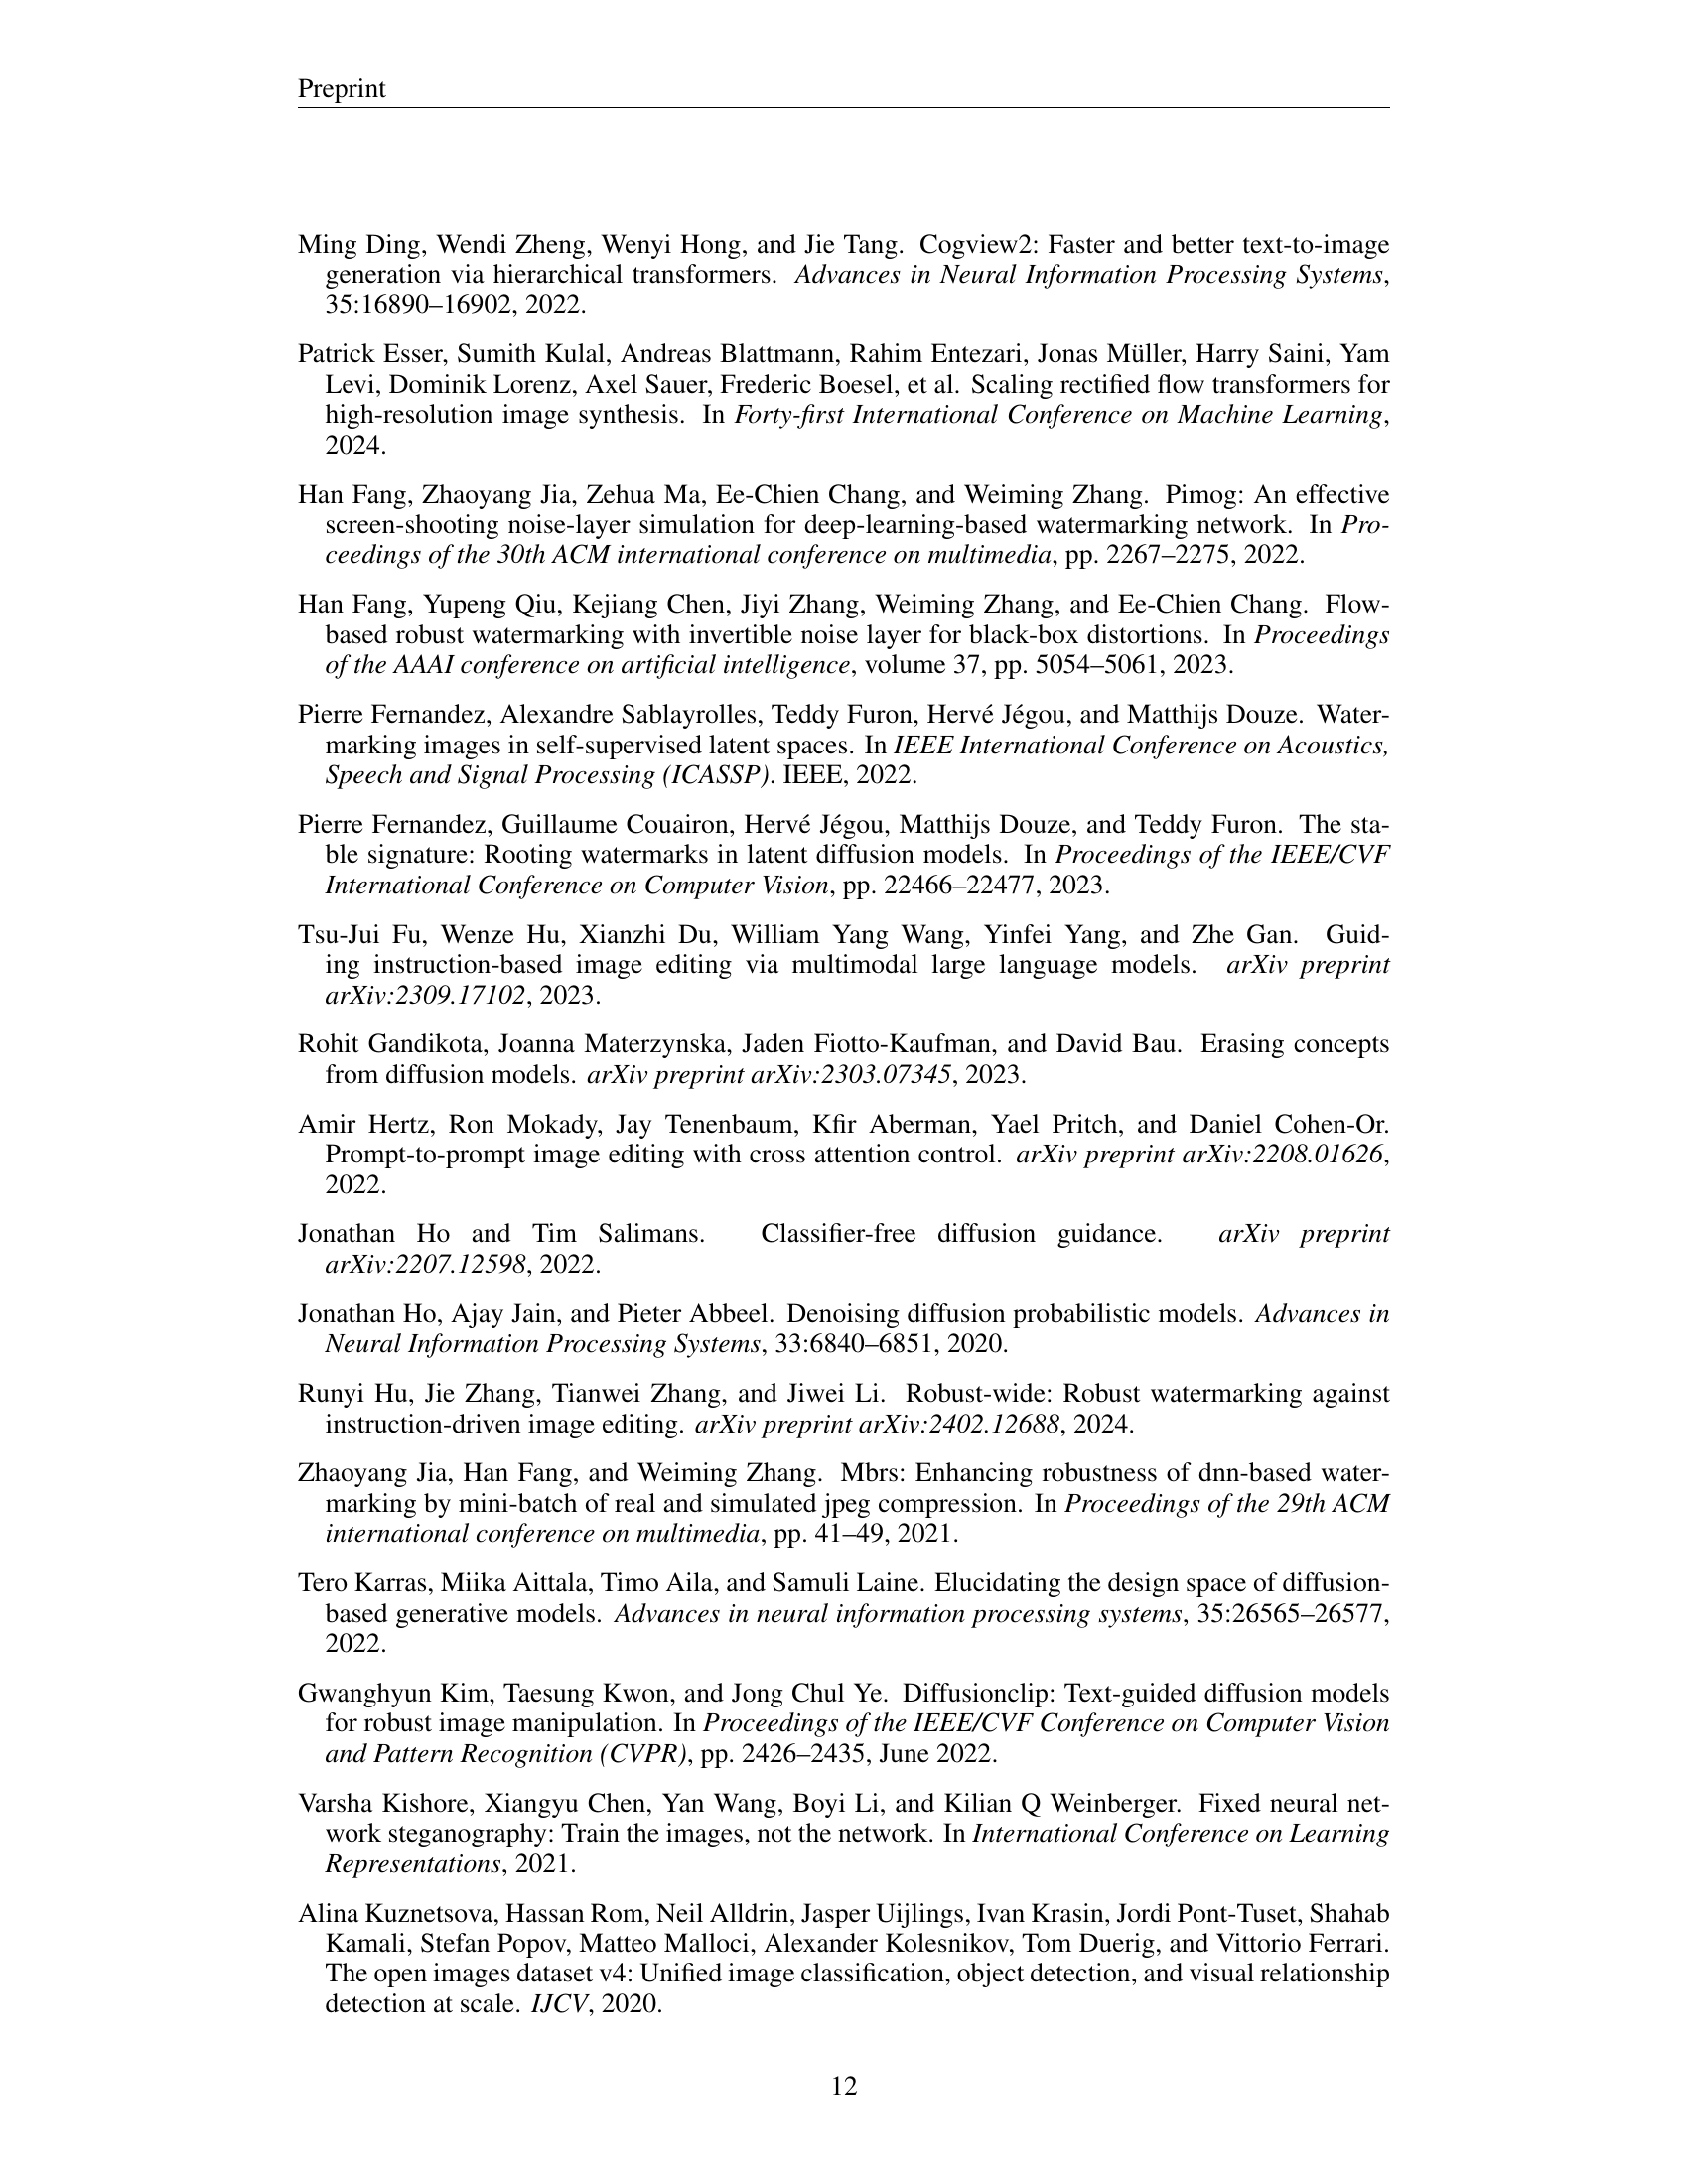 Preprint
Ming Ding, Wendi Zheng, Wenyi Hong, and Jie Tang. Cogview2: Faster and better text-to-image
generation via hierarchical transformers. Advances in Neural Information Processing Systems,
35:16890–16902, 2022.
Patrick Esser, Sumith Kulal, Andreas Blattmann, Rahim Entezari, Jonas Müller, Harry Saini, Yam
Levi, Dominik Lorenz, Axel Sauer, Frederic Boesel, et al. Scaling rectified flow transformers for
high-resolution image synthesis. In Forty-first International Conference on Machine Learning,
2024.
Han Fang, Zhaoyang Jia, Zehua Ma, Ee-Chien Chang, and Weiming Zhang. Pimog: An effective
screen-shooting noise-layer simulation for deep-learning-based watermarking network. In Pro-
ceedings of the 30th ACM international conference on multimedia, pp. 2267–2275, 2022.
Han Fang, Yupeng Qiu, Kejiang Chen, Jiyi Zhang, Weiming Zhang, and Ee-Chien Chang. Flow-
based robust watermarking with invertible noise layer for black-box distortions. In Proceedings
of the AAAI conference on artificial intelligence, volume 37, pp. 5054–5061, 2023.
Pierre Fernandez, Alexandre Sablayrolles, Teddy Furon, Hervé Jégou, and Matthijs Douze. Water-
marking images in self-supervised latent spaces. In IEEE International Conference on Acoustics,
Speech and Signal Processing (ICASSP). IEEE, 2022.
Pierre Fernandez, Guillaume Couairon, Hervé Jégou, Matthijs Douze, and Teddy Furon. The sta-
ble signature: Rooting watermarks in latent diffusion models. In Proceedings of the IEEE/CVF
International Conference on Computer Vision, pp. 22466–22477, 2023.
Tsu-Jui Fu, Wenze Hu, Xianzhi Du, William Yang Wang, Yinfei Yang, and Zhe Gan. Guid-
ing instruction-based image editing via multimodal large language models. arXiv preprint
arXiv:2309.17102, 2023.
Rohit Gandikota, Joanna Materzynska, Jaden Fiotto-Kaufman, and David Bau. Erasing concepts
from diffusion models. arXiv preprint arXiv:2303.07345, 2023.
Amir Hertz, Ron Mokady, Jay Tenenbaum, Kfir Aberman, Yael Pritch, and Daniel Cohen-Or.
Prompt-to-prompt image editing with cross attention control. arXiv preprint arXiv:2208.01626,
2022.
Jonathan Ho and Tim Salimans. Classifier-free diffusion guidance. arXiv preprint
arXiv:2207.12598, 2022.
Jonathan Ho, Ajay Jain, and Pieter Abbeel. Denoising diffusion probabilistic models. Advances in
Neural Information Processing Systems, 33:6840–6851, 2020.
Runyi Hu, Jie Zhang, Tianwei Zhang, and Jiwei Li. Robust-wide: Robust watermarking against
instruction-driven image editing. arXiv preprint arXiv:2402.12688, 2024.
Zhaoyang Jia, Han Fang, and Weiming Zhang. Mbrs: Enhancing robustness of dnn-based water-
marking by mini-batch of real and simulated jpeg compression. In Proceedings of the 29th ACM
international conference on multimedia, pp. 41–49, 2021.
Tero Karras, Miika Aittala, Timo Aila, and Samuli Laine. Elucidating the design space of diffusion-
based generative models. Advances in neural information processing systems, 35:26565–26577,
2022.
Gwanghyun Kim, Taesung Kwon, and Jong Chul Ye. Diffusionclip: Text-guided diffusion models
for robust image manipulation. In Proceedings of the IEEE/CVF Conference on Computer Vision
and Pattern Recognition (CVPR), pp. 2426–2435, June 2022.
Varsha Kishore, Xiangyu Chen, Yan Wang, Boyi Li, and Kilian Q Weinberger. Fixed neural net-
work steganography: Train the images, not the network. In International Conference on Learning
Representations, 2021.
Alina Kuznetsova, Hassan Rom, Neil Alldrin, Jasper Uijlings, Ivan Krasin, Jordi Pont-Tuset, Shahab
Kamali, Stefan Popov, Matteo Malloci, Alexander Kolesnikov, Tom Duerig, and Vittorio Ferrari.
The open images dataset v4: Unified image classification, object detection, and visual relationship
detection at scale. IJCV, 2020.
12